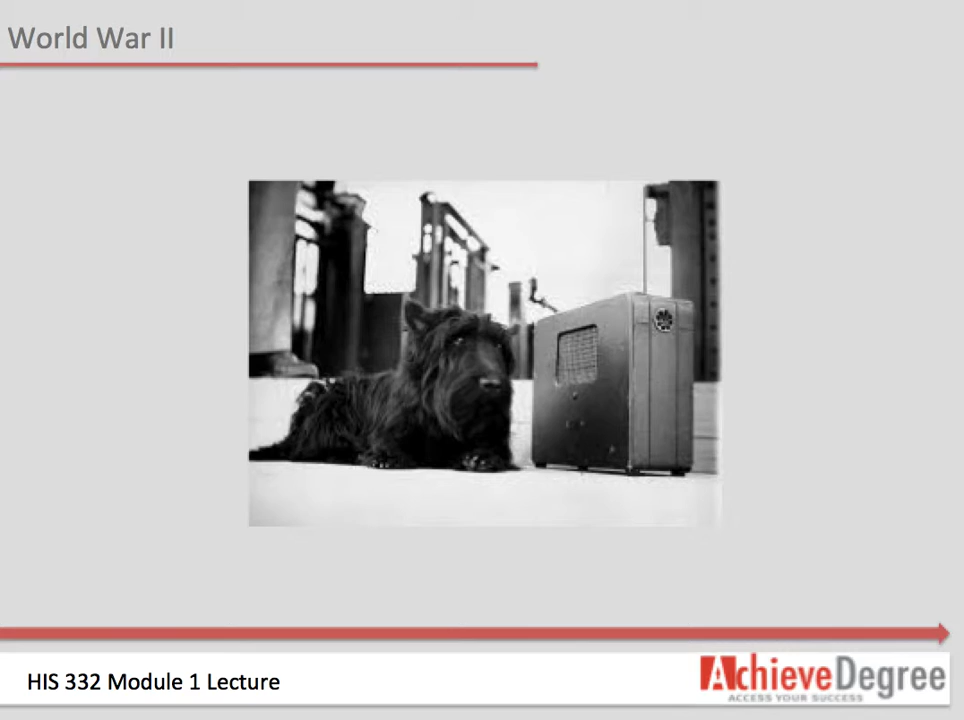 World War II
HIS 332 Module 1 Lecture
AchieveDegree
ACCESS YOUR SUCCESS